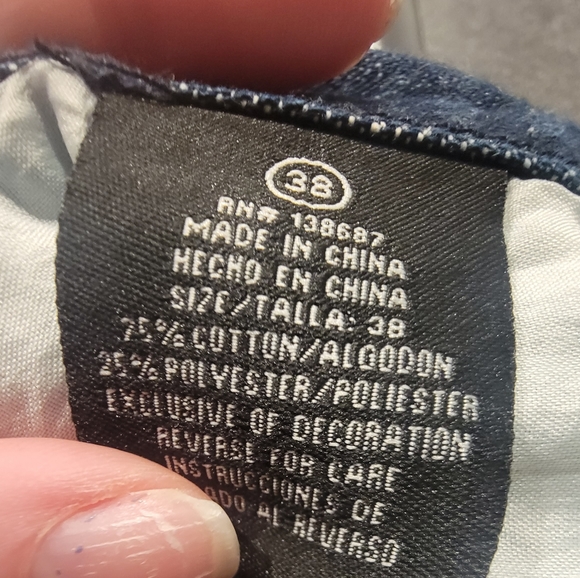 38
RN# 138687
MADE IN CHINA
HECHO EN CHINA
SIZE/TALLA: 38
75% COTTON/ALGODON
25% POLYESTER/POLIESTER
EXCLUSIVE OF DECORATION
REVERSE FOR CARE
INSTRUCCIONES DE
AL REVERSO